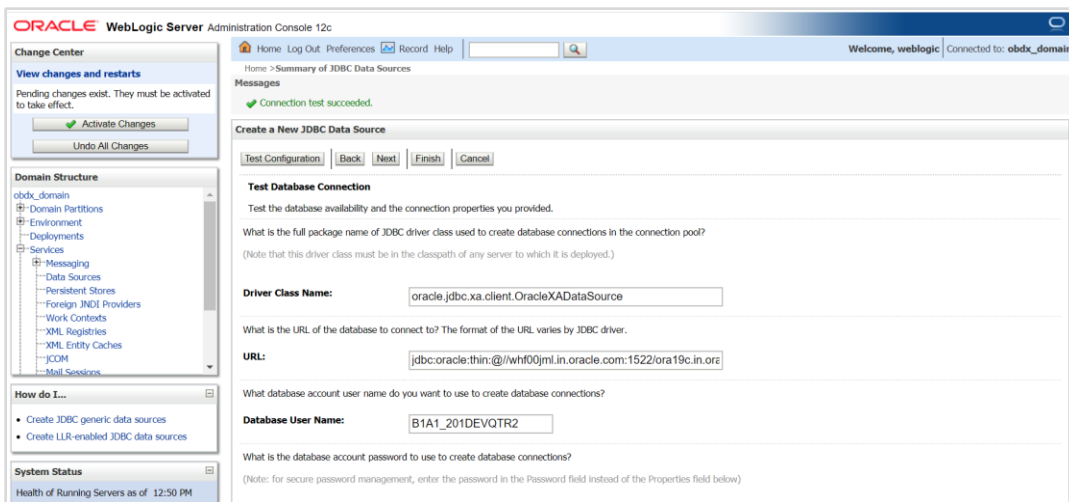 ORACLE WebLogic Server Administration Console 12c
Change Center
View changes and restarts
Pending changes exist. They must be activated
to take effect.
Activate Changes
Undo All Changes
Domain Structure
obdx_domain
Domain Partitions
Environment
Deployments
Services
Messaging
Data Sources
Persistent Stores
Foreign JNDI Providers
Work Contexts
XML Registries
XML Entity Caches
jCOM
Mail Sessions
How do I...
Create JDBC generic data sources
Create LLR-enabled JDBC data sources
System Status
Health of Running Servers as of 12:50 PM
Home Log Out Preferences Record Help
Welcome, weblogic Connected to: obdx_domain
Home >Summary of JDBC Data Sources
Messages
Connection test succeeded.
Create a New JDBC Data Source
Test Configuration Back Next Finish Cancel
Test Database Connection
Test the database availability and the connection properties you provided.
What is the full package name of JDBC driver class used to create database connections in the connection pool?
(Note that this driver class must be in the classpath of any server to which it is deployed.)
Driver Class Name: oracle.jdbc.xa.client.OracleXADataSource
What is the URL of the database to connect to? The format of the URL varies by JDBC driver.
URL: jdbc:oracle:thin:@//whf00jml.in.oracle.com:1522/ora19c.in.ora
What database account user name do you want to use to create database connections?
Database User Name: B1A1_201DEVQTR2
What is the database account password to use to create database connections?
(Note: for secure password management, enter the password in the Password field instead of the Properties field below)